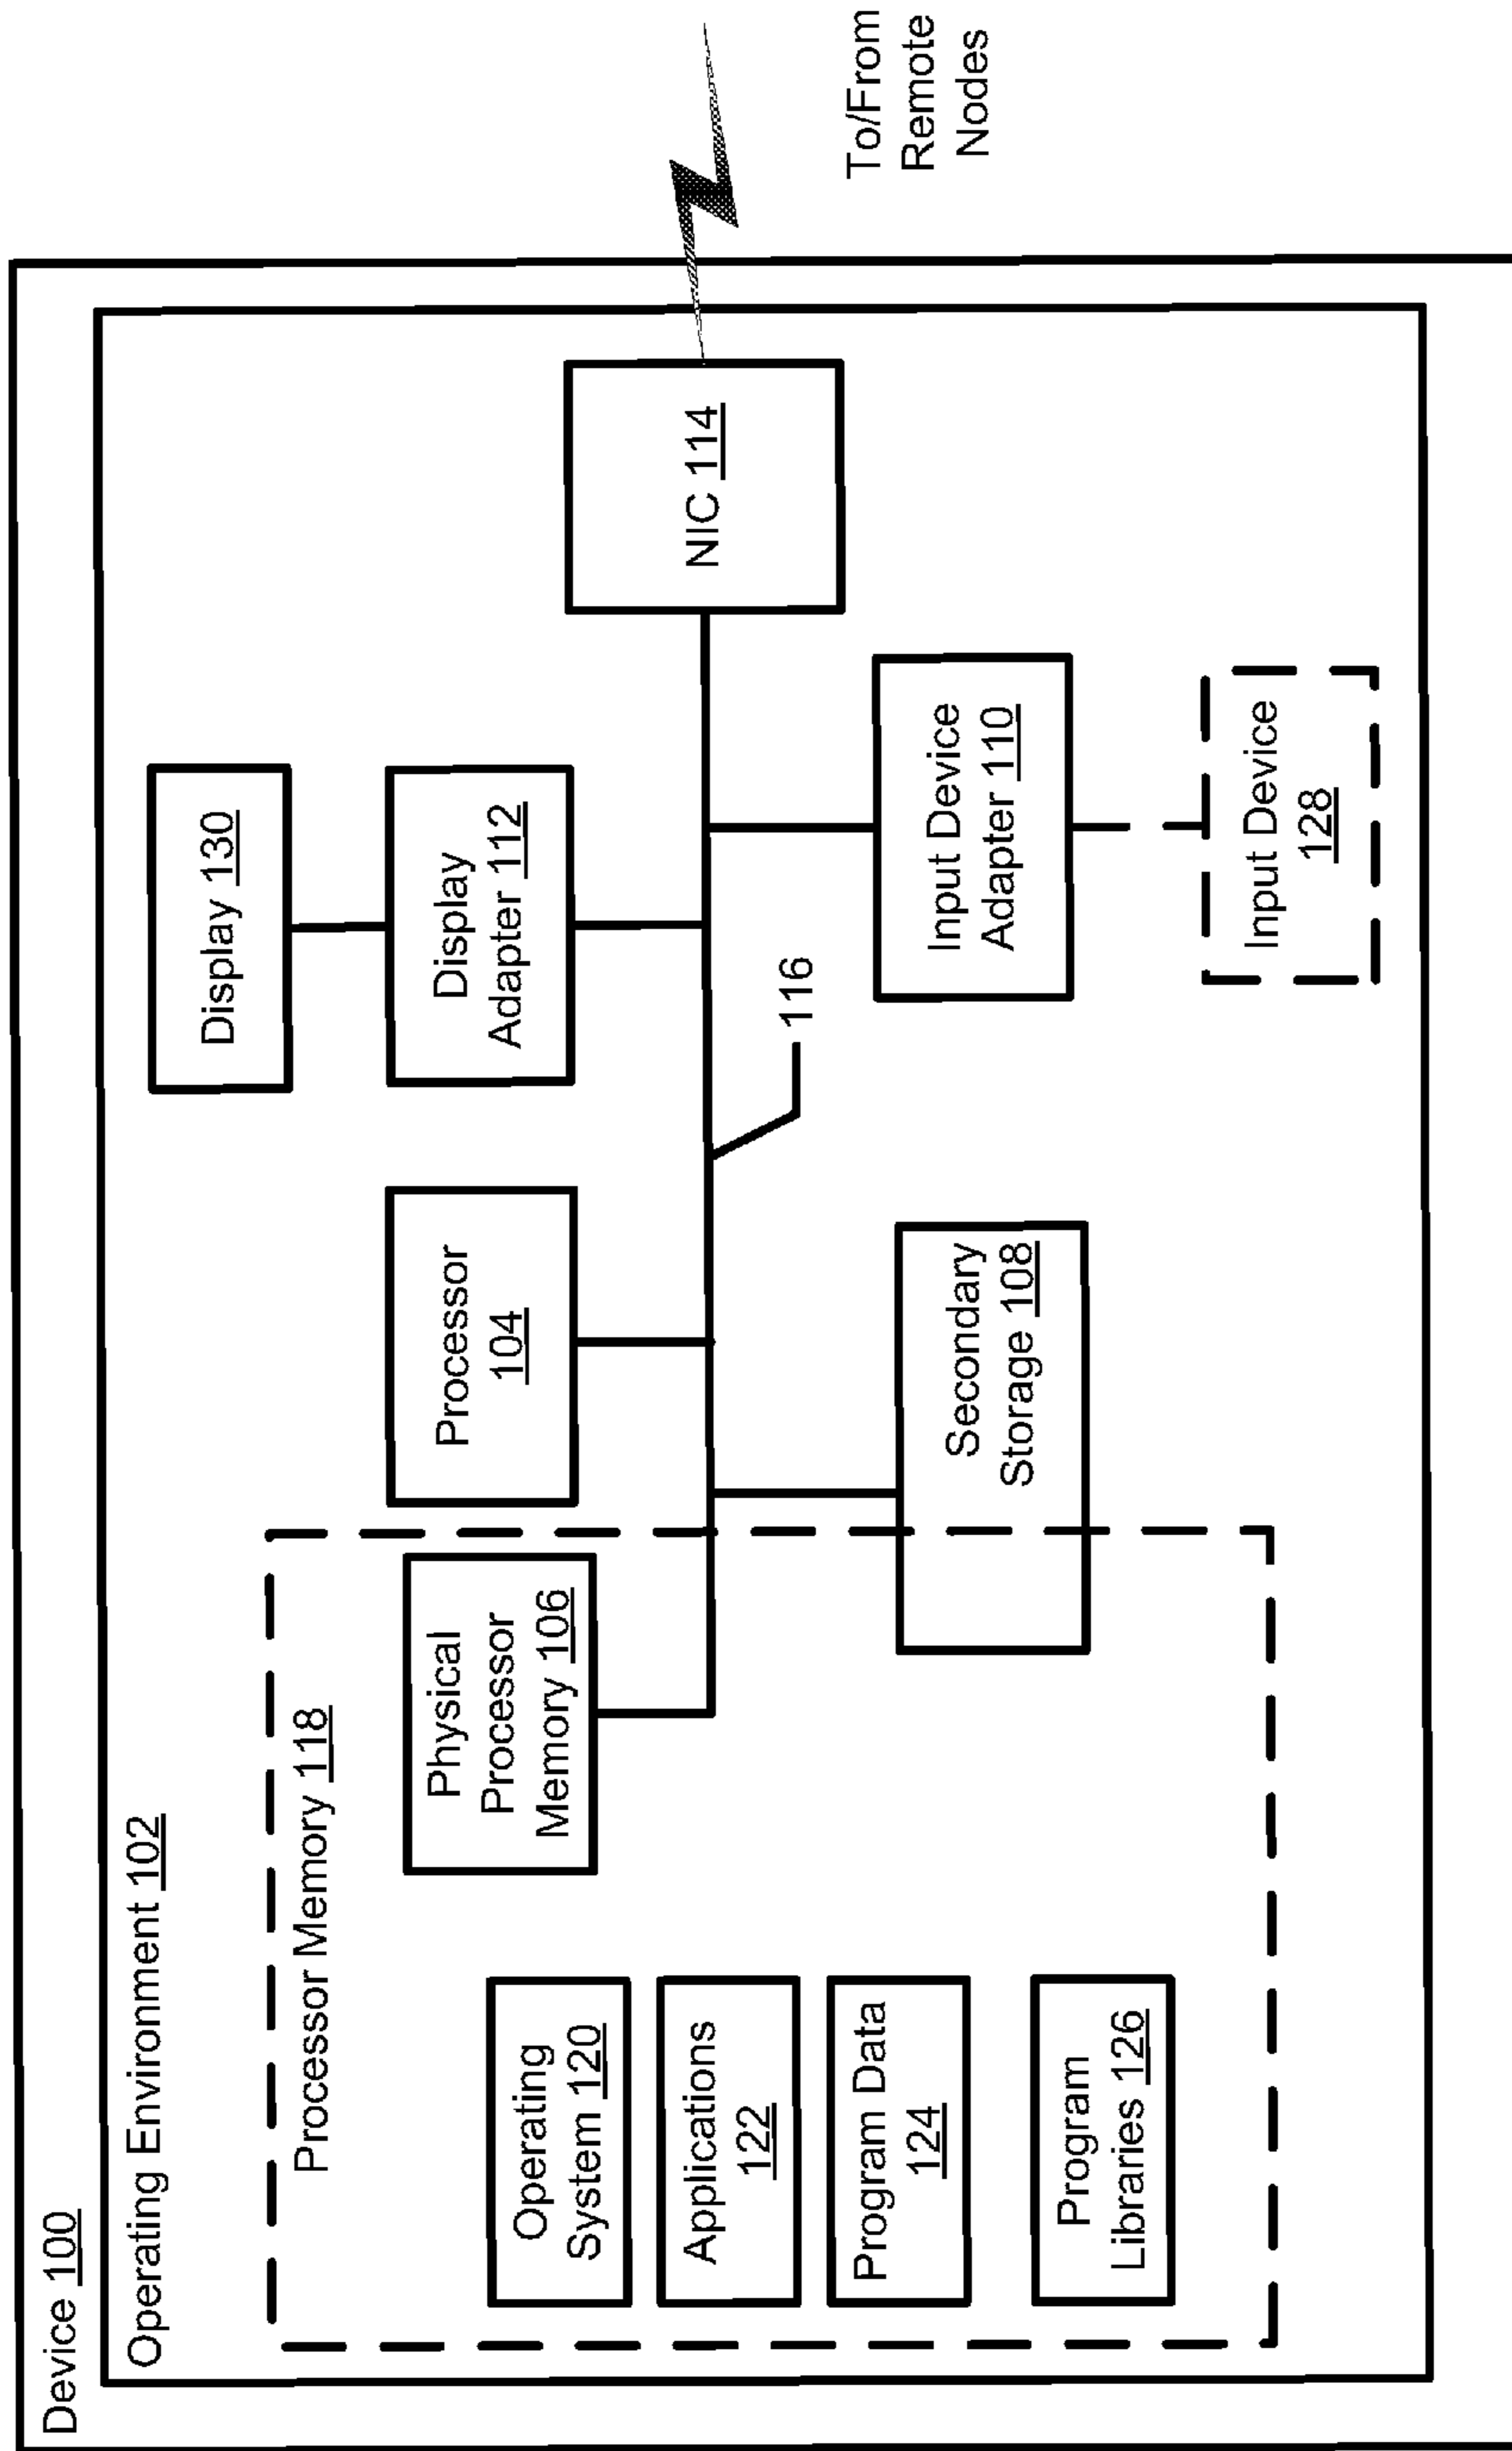 Device 100
Operating Environment 102
Processor Memory 118
Operating
System 120
Applications
122
Program Data
124
Program
Libraries 126
Physical
Processor
Memory 106
Processor
104
Secondary
Storage 108
116
Display 130
Display
Adapter 112
Input Device
Adapter 110
Input Device
128
NIC 114
To/From
Remote
Nodes